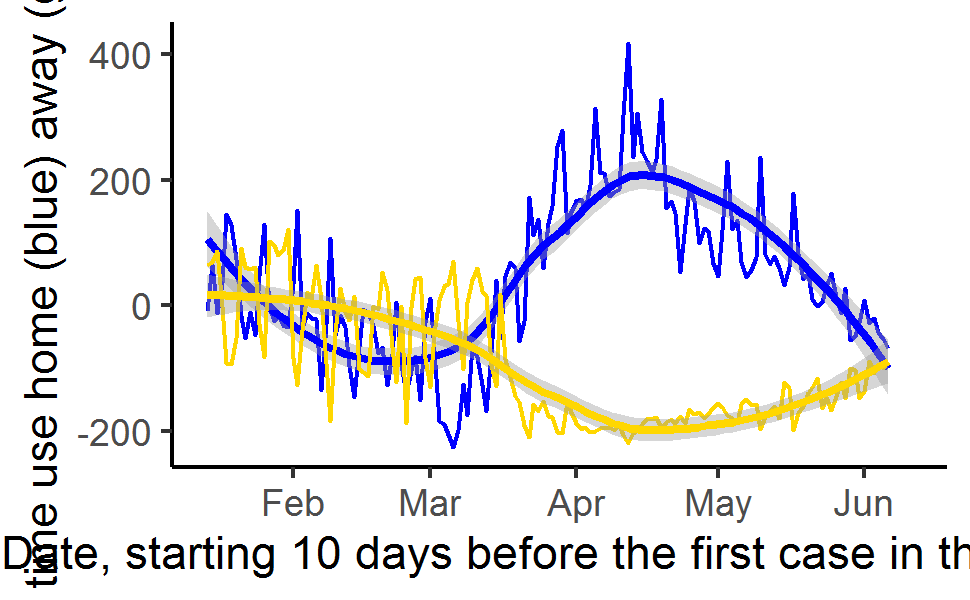 time use home (blue) away (
400
200
0
-200
Feb Mar Apr May Jun
Date, starting 10 days before the first case in th